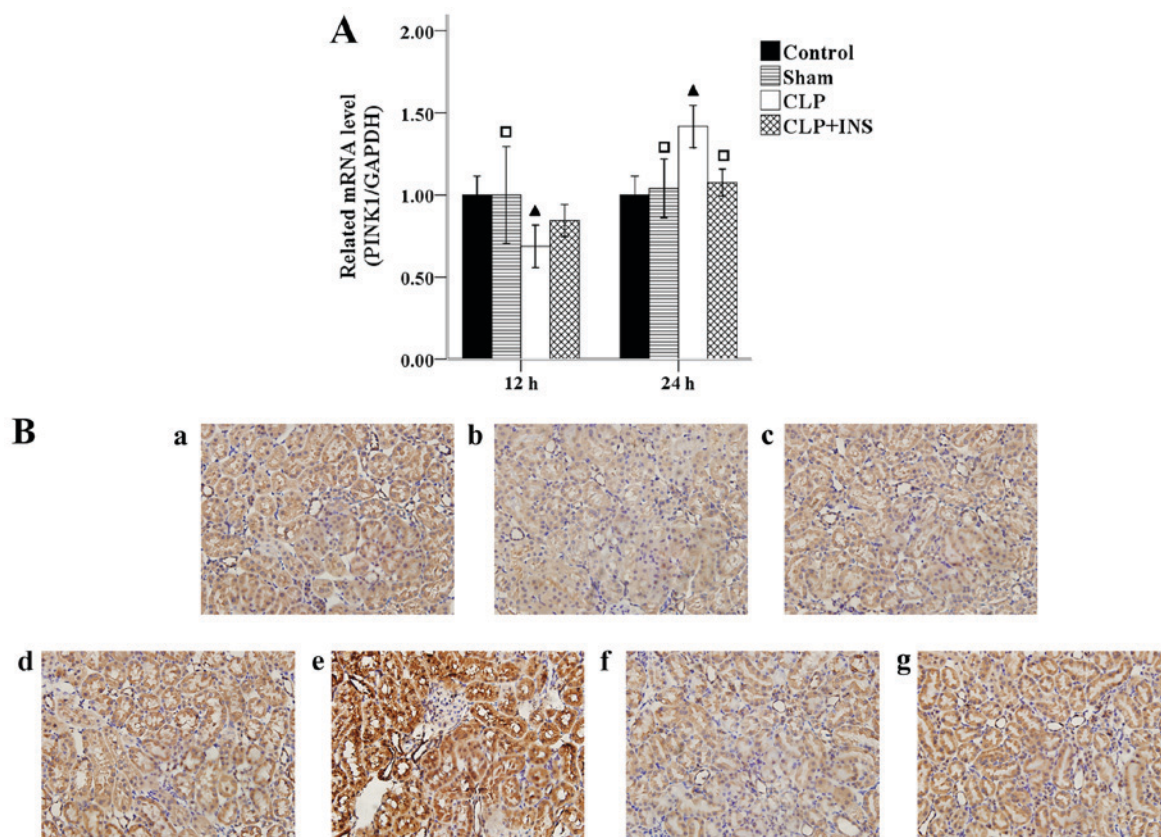 A
2.00
1.50
1.00
0.50
0.00
Related mRNA level
(PINK1/GAPDH)
12 h
24 h
Control
Sham
CLP
CLP+INS
B
a
b
c
d
e
f
g